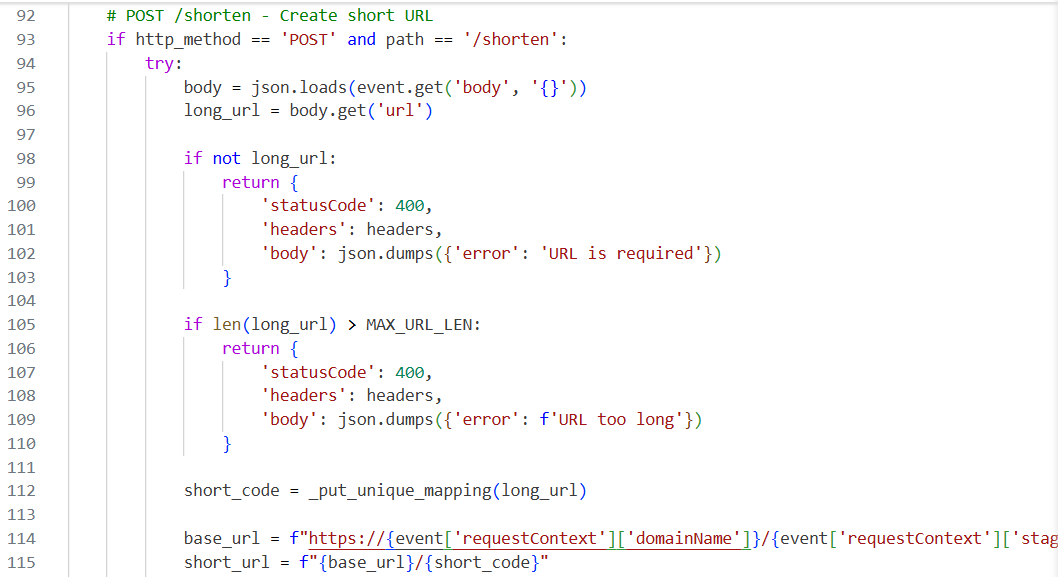 92 # POST /shorten - Create short URL
93 if http_method == 'POST' and path == '/shorten':
94 try:
95 body = json.loads(event.get('body', '{}'))
96 long_url = body.get('url')
97
98 if not long_url:
99 return {
100 'statusCode': 400,
101 'headers': headers,
102 'body': json.dumps({'error': 'URL is required'})
103 }
104
105 if len(long_url) > MAX_URL_LEN:
106 return {
107 'statusCode': 400,
108 'headers': headers,
109 'body': json.dumps({'error': f'URL too long'})
110 }
111
112 short_code = _put_unique_mapping(long_url)
113
114 base_url = f"https://{event['requestContext']['domainName']}/{event['requestContext']['stag
115 short_url = f"{base_url}/{short_code}"